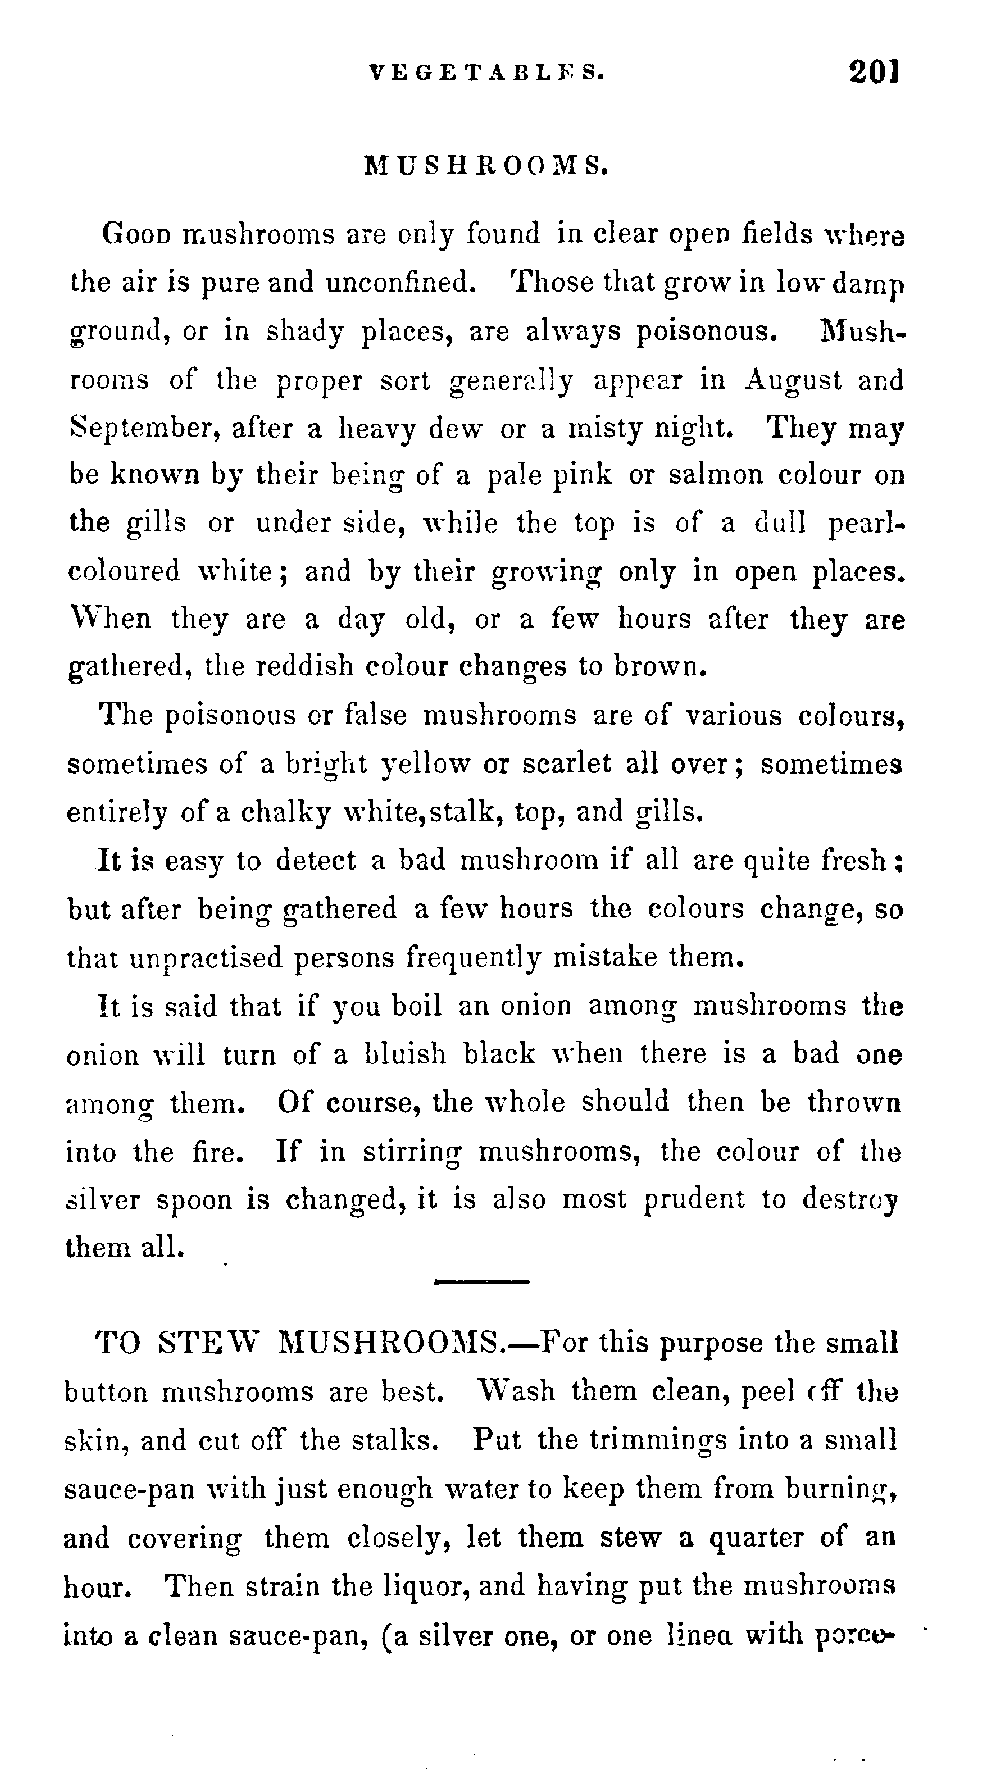 VEGETABLES. 201
MUSHROOMS.
Good mushrooms are only found in clear open fields where
the air is pure and unconfined. Those that grow in low damp
ground, or in shady places, are always poisonous. Mush-
rooms of the proper sort generally appear in August and
September, after a heavy dew or a misty night. They may
be known by their being of a pale pink or salmon colour on
the gills or under side, while the top is of a dull pearl-
coloured white; and by their growing only in open places.
When they are a day old, or a few hours after they are
gathered, the reddish colour changes to brown.
The poisonous or false mushrooms are of various colours,
sometimes of a bright yellow or scarlet all over; sometimes
entirely of a chalky white, stalk, top, and gills.
It is easy to detect a bad mushroom if all are quite fresh;
but after being gathered a few hours the colours change, so
that unpractised persons frequently mistake them.
It is said that if you boil an onion among mushrooms the
onion will turn of a bluish black when there is a bad one
among them. Of course, the whole should then be thrown
into the fire. If in stirring mushrooms, the colour of the
silver spoon is changed, it is also most prudent to destroy
them all.
TO STEW MUSHROOMS.—For this purpose the small
button mushrooms are best. Wash them clean, peel off the
skin, and cut off the stalks. Put the trimmings into a small
sauce-pan with just enough water to keep them from burning,
and covering them closely, let them stew a quarter of an
hour. Then strain the liquor, and having put the mushrooms
into a clean sauce-pan, (a silver one, or one lined with porce-